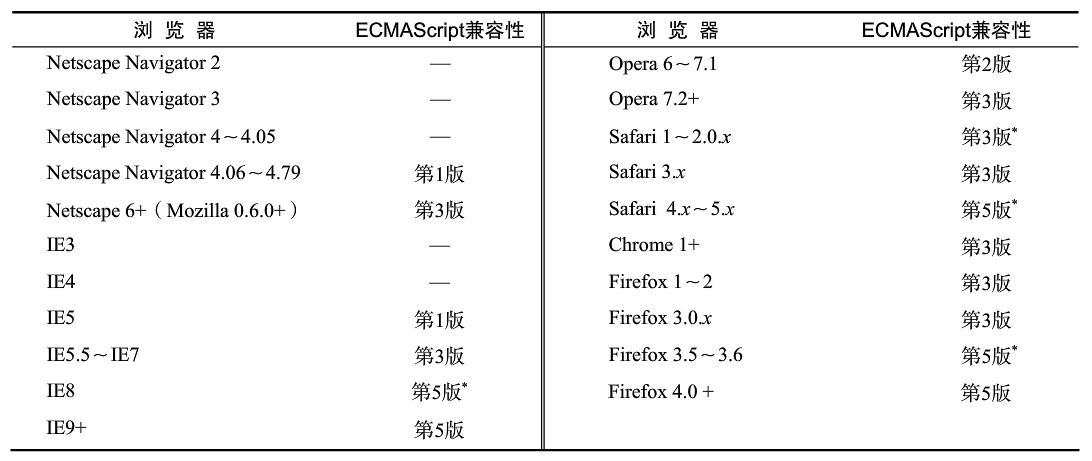 浏 览 器 ECMAScript兼容性 浏 览 器 ECMAScript兼容性
Netscape Navigator 2 — Opera 6～7.1 第2版
Netscape Navigator 3 — Opera 7.2+ 第3版
Netscape Navigator 4～4.05 — Safari 1～2.0.x 第3版*
Netscape Navigator 4.06～4.79 第1版 Safari 3.x 第3版
Netscape 6+（Mozilla 0.6.0+） 第3版 Safari 4.x～5.x 第5版*
IE3 — Chrome 1+ 第3版
IE4 — Firefox 1～2 第3版
IE5 第1版 Firefox 3.0.x 第3版
IE5.5～IE7 第3版 Firefox 3.5～3.6 第5版*
IE8 第5版* Firefox 4.0 + 第5版
IE9+ 第5版